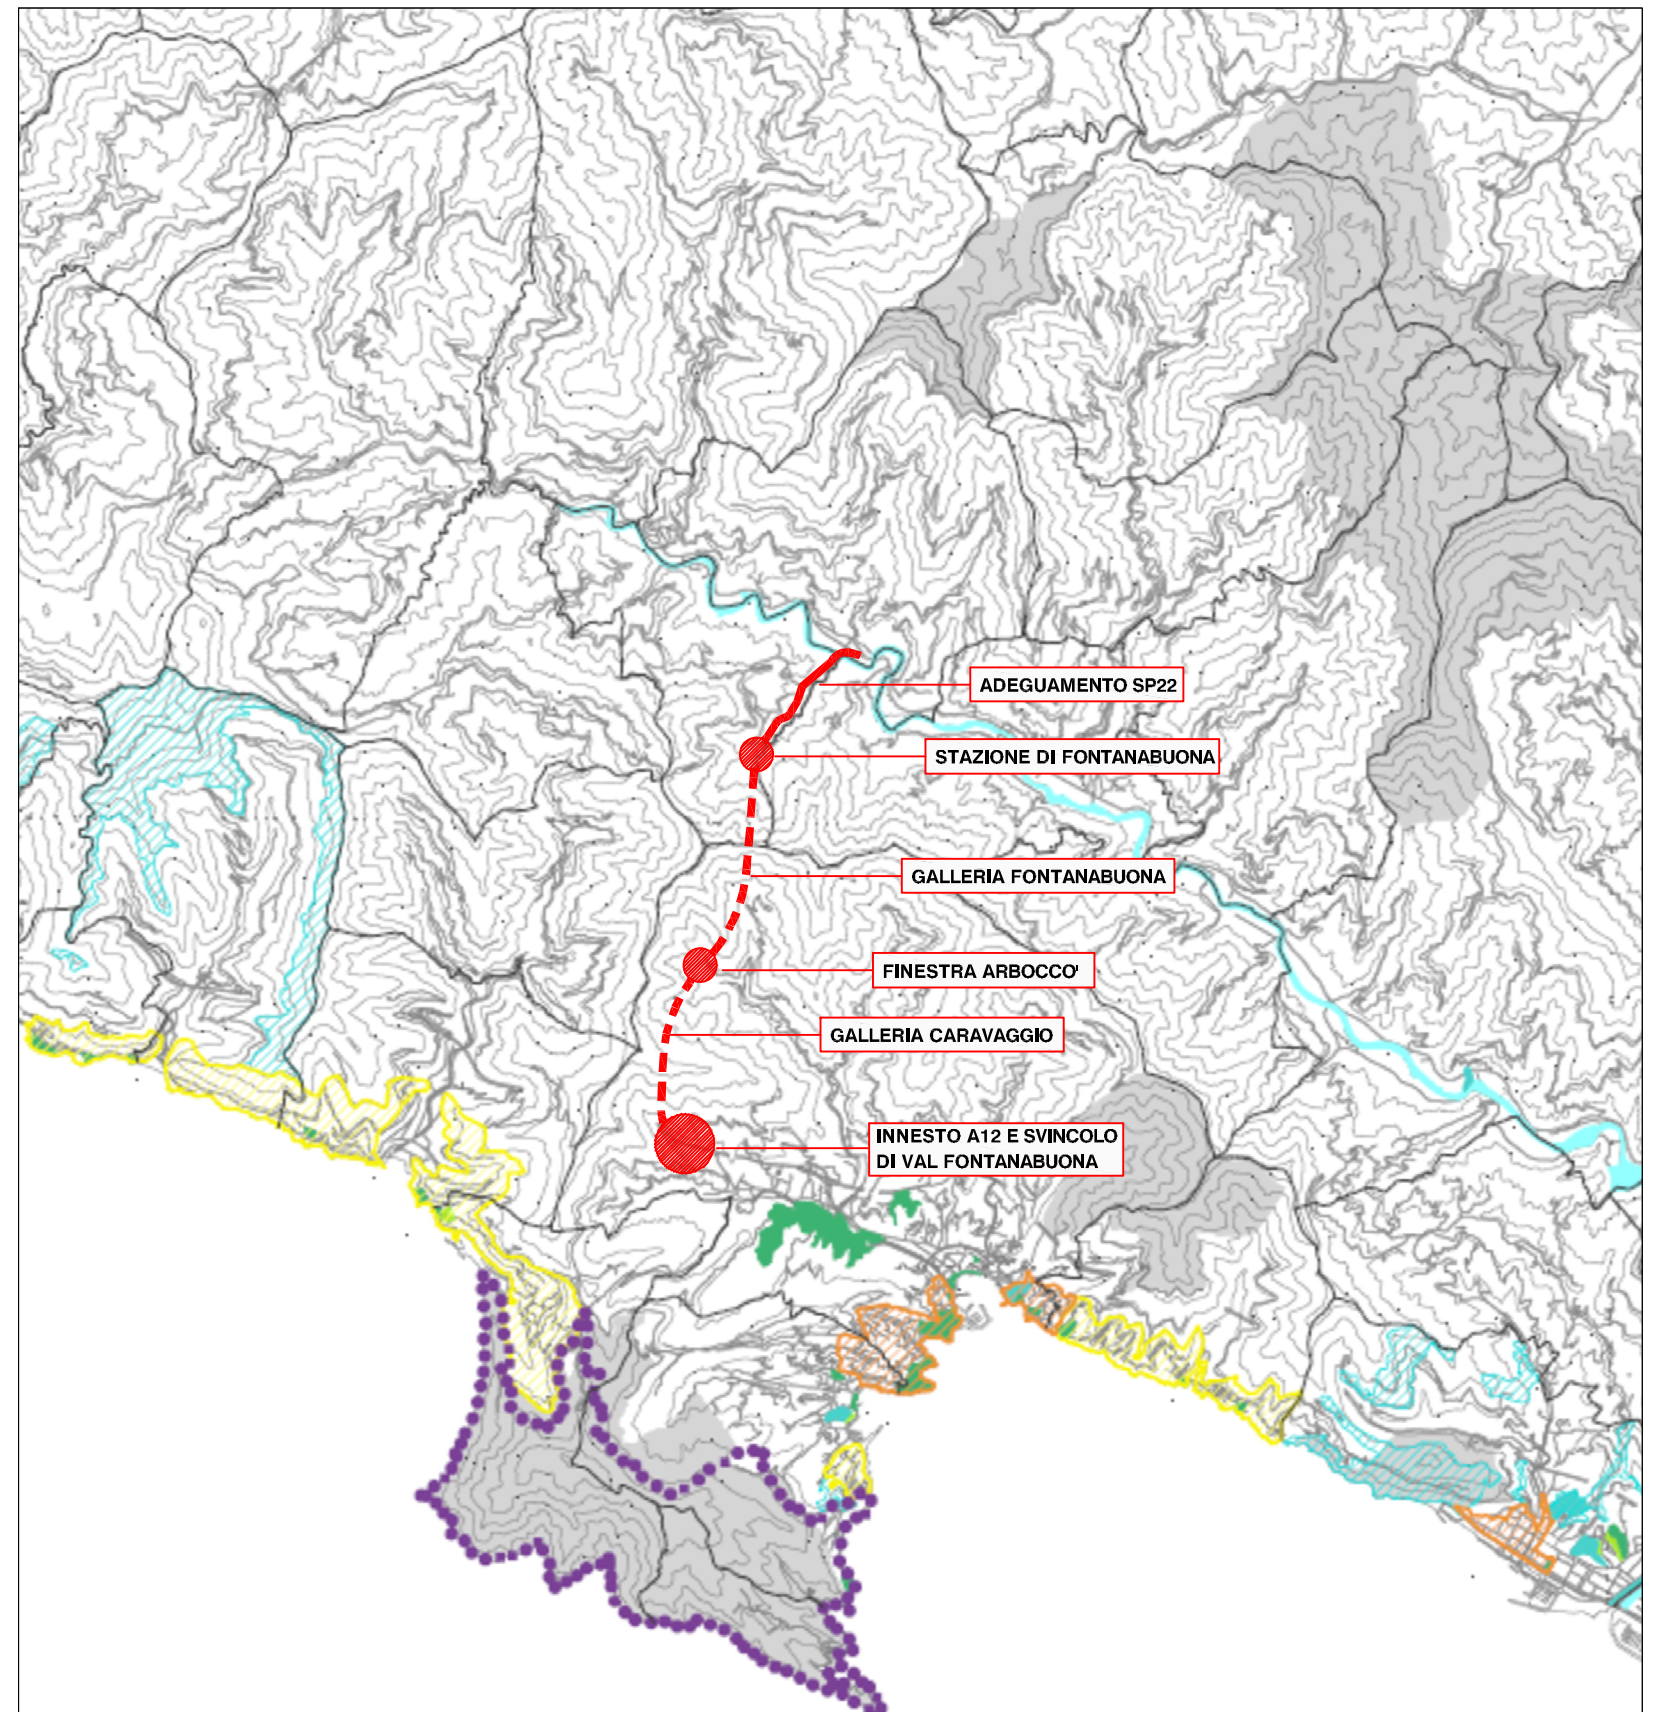 ADEGUAMENTO SP22
STAZIONE DI FONTANABUONA
GALLERIA FONTANABUONA
FINESTRA ARBOCCO'
GALLERIA CARAVAGGIO
INNESTO A12 E SVINCOLO
DI VAL FONTANABUONA